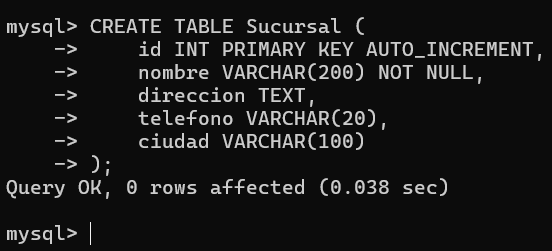 mysql> CREATE TABLE Sucursal (
    ->     id INT PRIMARY KEY AUTO_INCREMENT,
    ->     nombre VARCHAR(200) NOT NULL,
    ->     direccion TEXT,
    ->     telefono VARCHAR(20),
    ->     ciudad VARCHAR(100)
    -> );
Query OK, 0 rows affected (0.038 sec)
mysql>